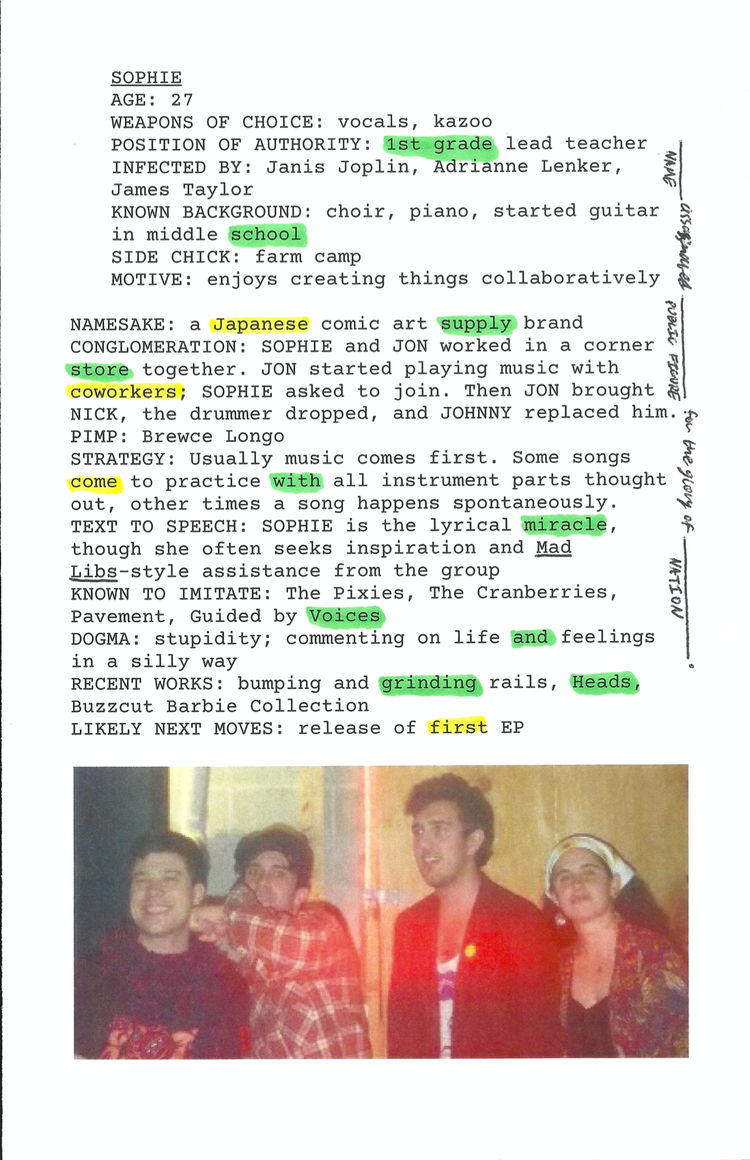 SOPHIE
AGE: 27
WEAPONS OF CHOICE: vocals, kazoo
POSITION OF AUTHORITY: 1st grade lead teacher
INFECTED BY: Janis Joplin, Adrianne Lenker,
James Taylor
KNOWN BACKGROUND: choir, piano, started guitar
in middle school
SIDE CHICK: farm camp
MOTIVE: enjoys creating things collaboratively
NAMESAKE: a Japanese comic art supply brand
CONGLOMERATION: SOPHIE and JON worked in a corner
store together. JON started playing music with
coworkers; SOPHIE asked to join. Then JON brought
NICK, the drummer dropped, and JOHNNY replaced him.
PIMP: Brewce Longo
STRATEGY: Usually music comes first. Some songs
come to practice with all instrument parts thought
out, other times a song happens spontaneously.
TEXT TO SPEECH: SOPHIE is the lyrical miracle,
though she often seeks inspiration and Mad
Libs-style assistance from the group
KNOWN TO IMITATE: The Pixies, The Cranberries,
Pavement, Guided by Voices
DOGMA: stupidity; commenting on life and feelings
in a silly way
RECENT WORKS: bumping and grinding rails, Heads,
Buzzcut Barbie Collection
LIKELY NEXT MOVES: release of first EP
NAME assassinated PUBLIC FIGURE for the glory of NATION.